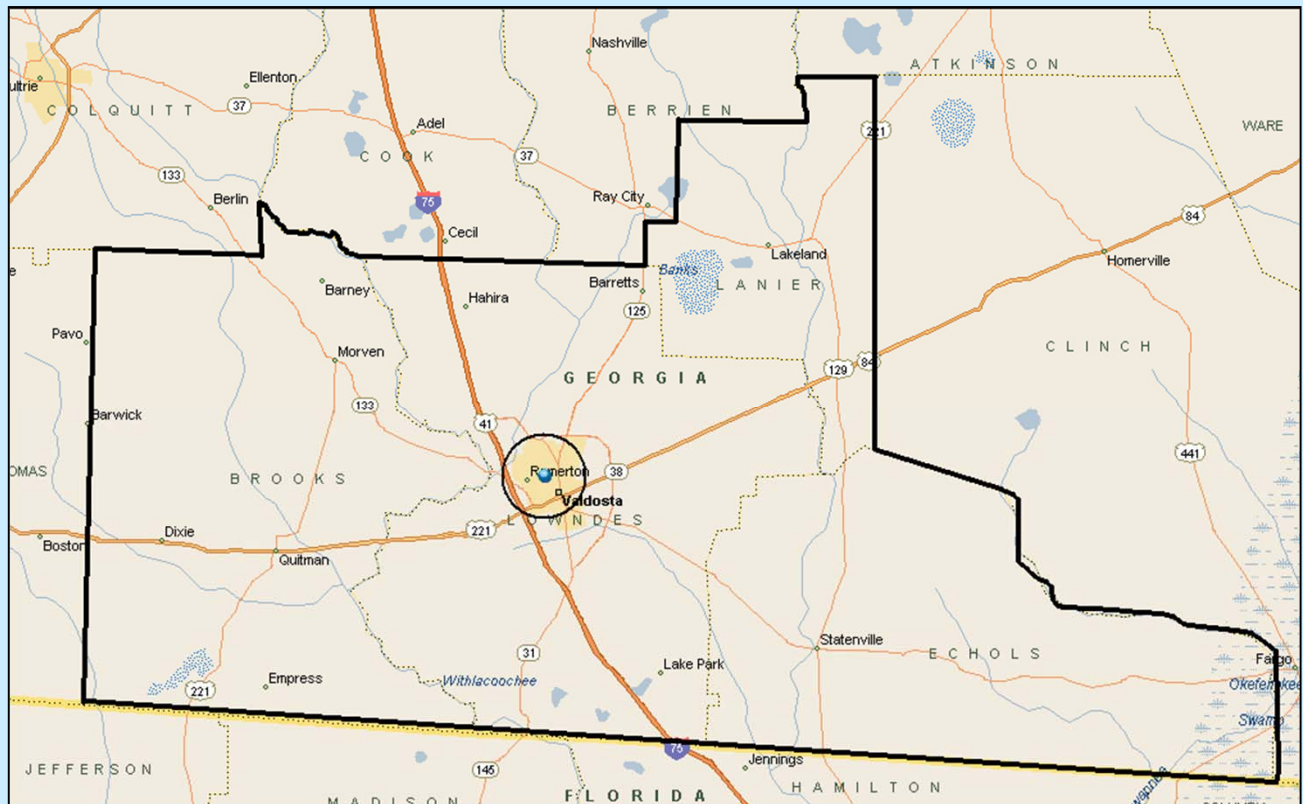 Nashville
ATKINSON
Ellenton
ultrie
COLQUITT
37
BERRIEN
Adel
221
WARE
COOK
37
133
Berlin
75
Ray City
84
Cecil
Lakeland
Homerville
Banks
Barney
Barretts
LANIER
Hahira
125
Pavo
Morven
CLINCH
84
129
GEORGIA
133
Barwick
41
441
OMAS
BROOKS
Remerton
38
Valdosta
LOWNDES
221
Dixie
Boston
Quitman
Statenville
31
ECHOLS
Lake Park
Fargo
Empress
Withlacoochee
Okefenokee
221
Swamp
75
Jennings
JEFFERSON
145
HAMILTON
FLORIDA
MADISON